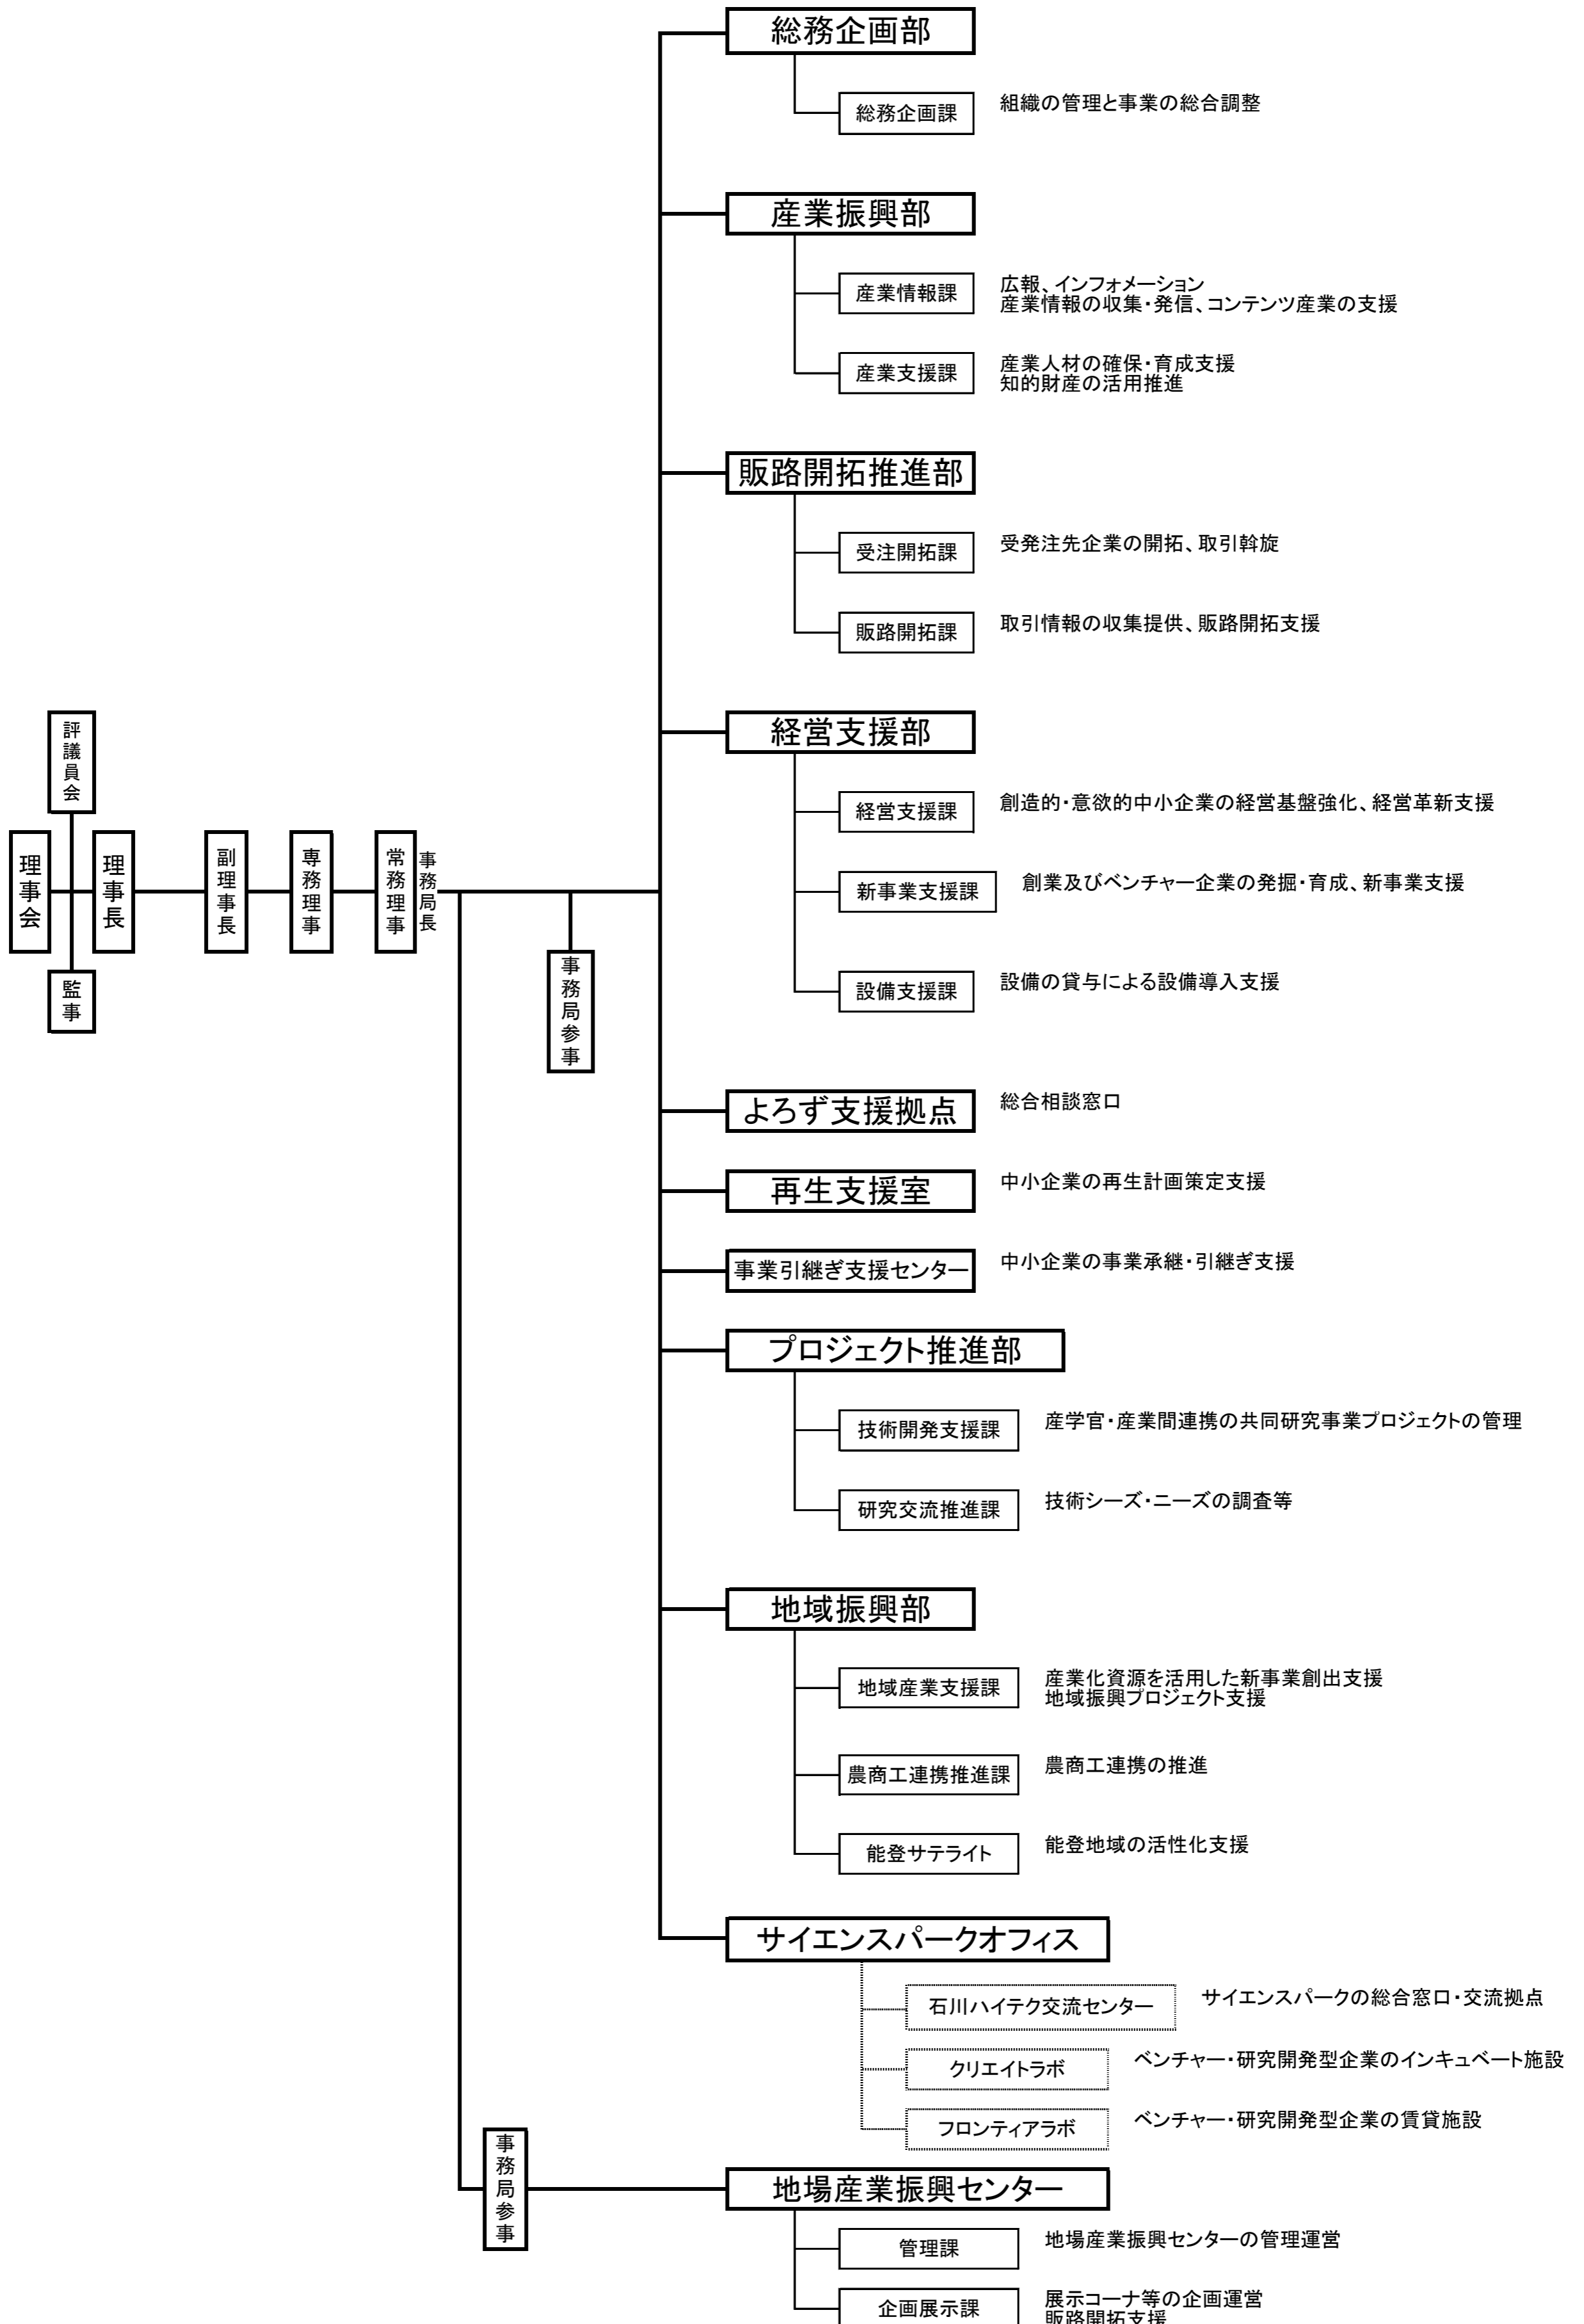 総務企画部
総務企画課
組織の管理と事業の総合調整
産業振興部
産業情報課
広報、インフォメーション
産業情報の収集・発信、コンテンツ産業の支援
産業支援課
産業人材の確保・育成支援
知的財産の活用推進
販路開拓推進部
受注開拓課
受発注先企業の開拓、取引斡旋
販路開拓課
取引情報の収集提供、販路開拓支援
評議員会
理事会
理事長
監事
副理事長
専務理事
常務理事
事務局長
事務局参事
経営支援部
経営支援課
創造的・意欲的中小企業の経営基盤強化、経営革新支援
新事業支援課
創業及びベンチャー企業の発掘・育成、新事業支援
設備支援課
設備の貸与による設備導入支援
よろず支援拠点
総合相談窓口
再生支援室
中小企業の再生計画策定支援
事業引継ぎ支援センター
中小企業の事業承継・引継ぎ支援
プロジェクト推進部
技術開発支援課
産学官・産業間連携の共同研究事業プロジェクトの管理
研究交流推進課
技術シーズ・ニーズの調査等
地域振興部
地域産業支援課
産業化資源を活用した新事業創出支援
地域振興プロジェクト支援
農商工連携推進課
農商工連携の推進
能登サテライト
能登地域の活性化支援
サイエンスパークオフィス
石川ハイテク交流センター
サイエンスパークの総合窓口・交流拠点
クリエイトラボ
ベンチャー・研究開発型企業のインキュベート施設
フロンティアラボ
ベンチャー・研究開発型企業の賃貸施設
事務局参事
地場産業振興センター
管理課
地場産業振興センターの管理運営
企画展示課
展示コーナ等の企画運営
販路開拓支援